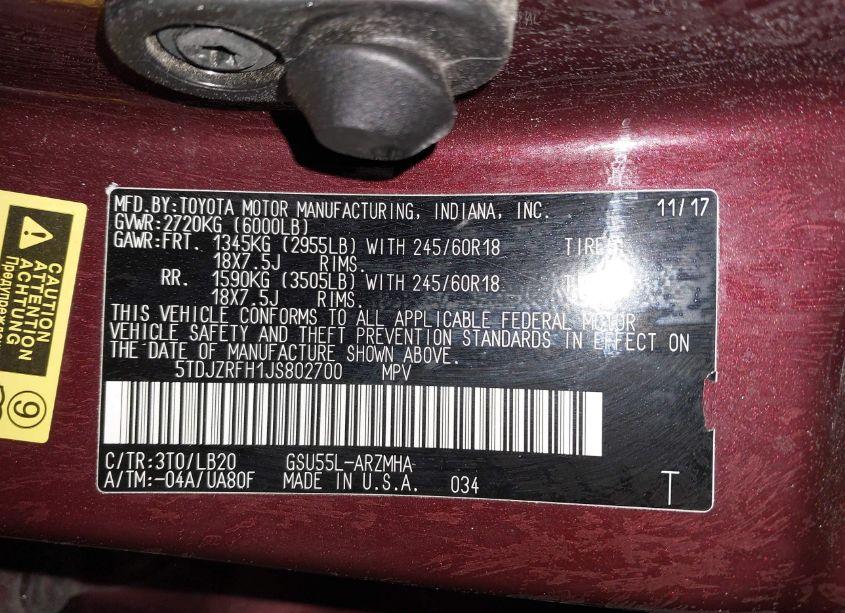 MFD.BY:TOYOTA MOTOR MANUFACTURING, INDIANA, INC. 11/17
GVWR:2720KG (6000LB)
GAWR:FRT. 1345KG (2955LB) WITH 245/60R18 TIRE
18X7.5J RIMS.
RR. 1590KG (3505LB) WITH 245/60R18
18X7.5J RIMS.
THIS VEHICLE CONFORMS TO ALL APPLICABLE FEDERAL MOTOR
VEHICLE SAFETY AND THEFT PREVENTION STANDARDS IN EFFECT ON
THE DATE OF MANUFACTURE SHOWN ABOVE.
5TDJZRFH1JS802700 MPV
C/TR:3T0/LB20 GSU55L-ARZMHA
A/TM:-04A/UA80F MADE IN U.S.A. 034 T
CAUTION
ATTENTION
ACHTUNG
9